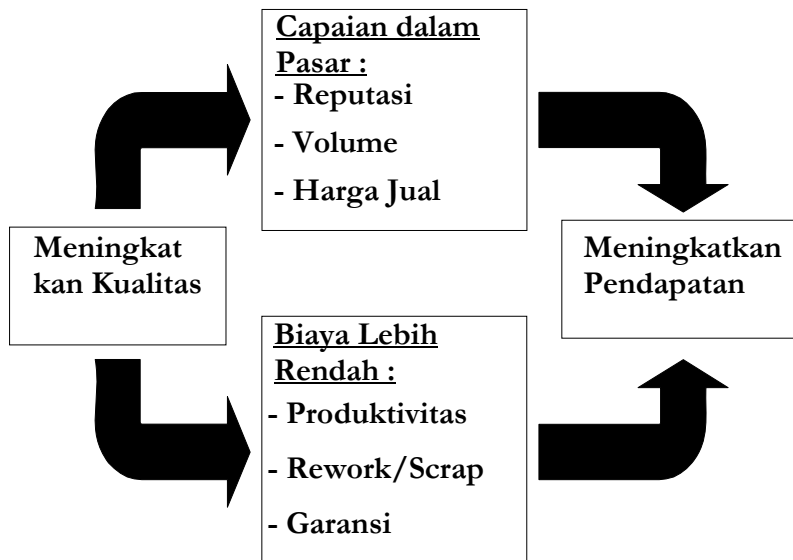 Capaian dalam
Pasar :
- Reputasi
- Volume
- Harga Jual
Meningkat
kan Kualitas
Meningkatkan
Pendapatan
Biaya Lebih
Rendah :
- Produktivitas
- Rework/Scrap
- Garansi